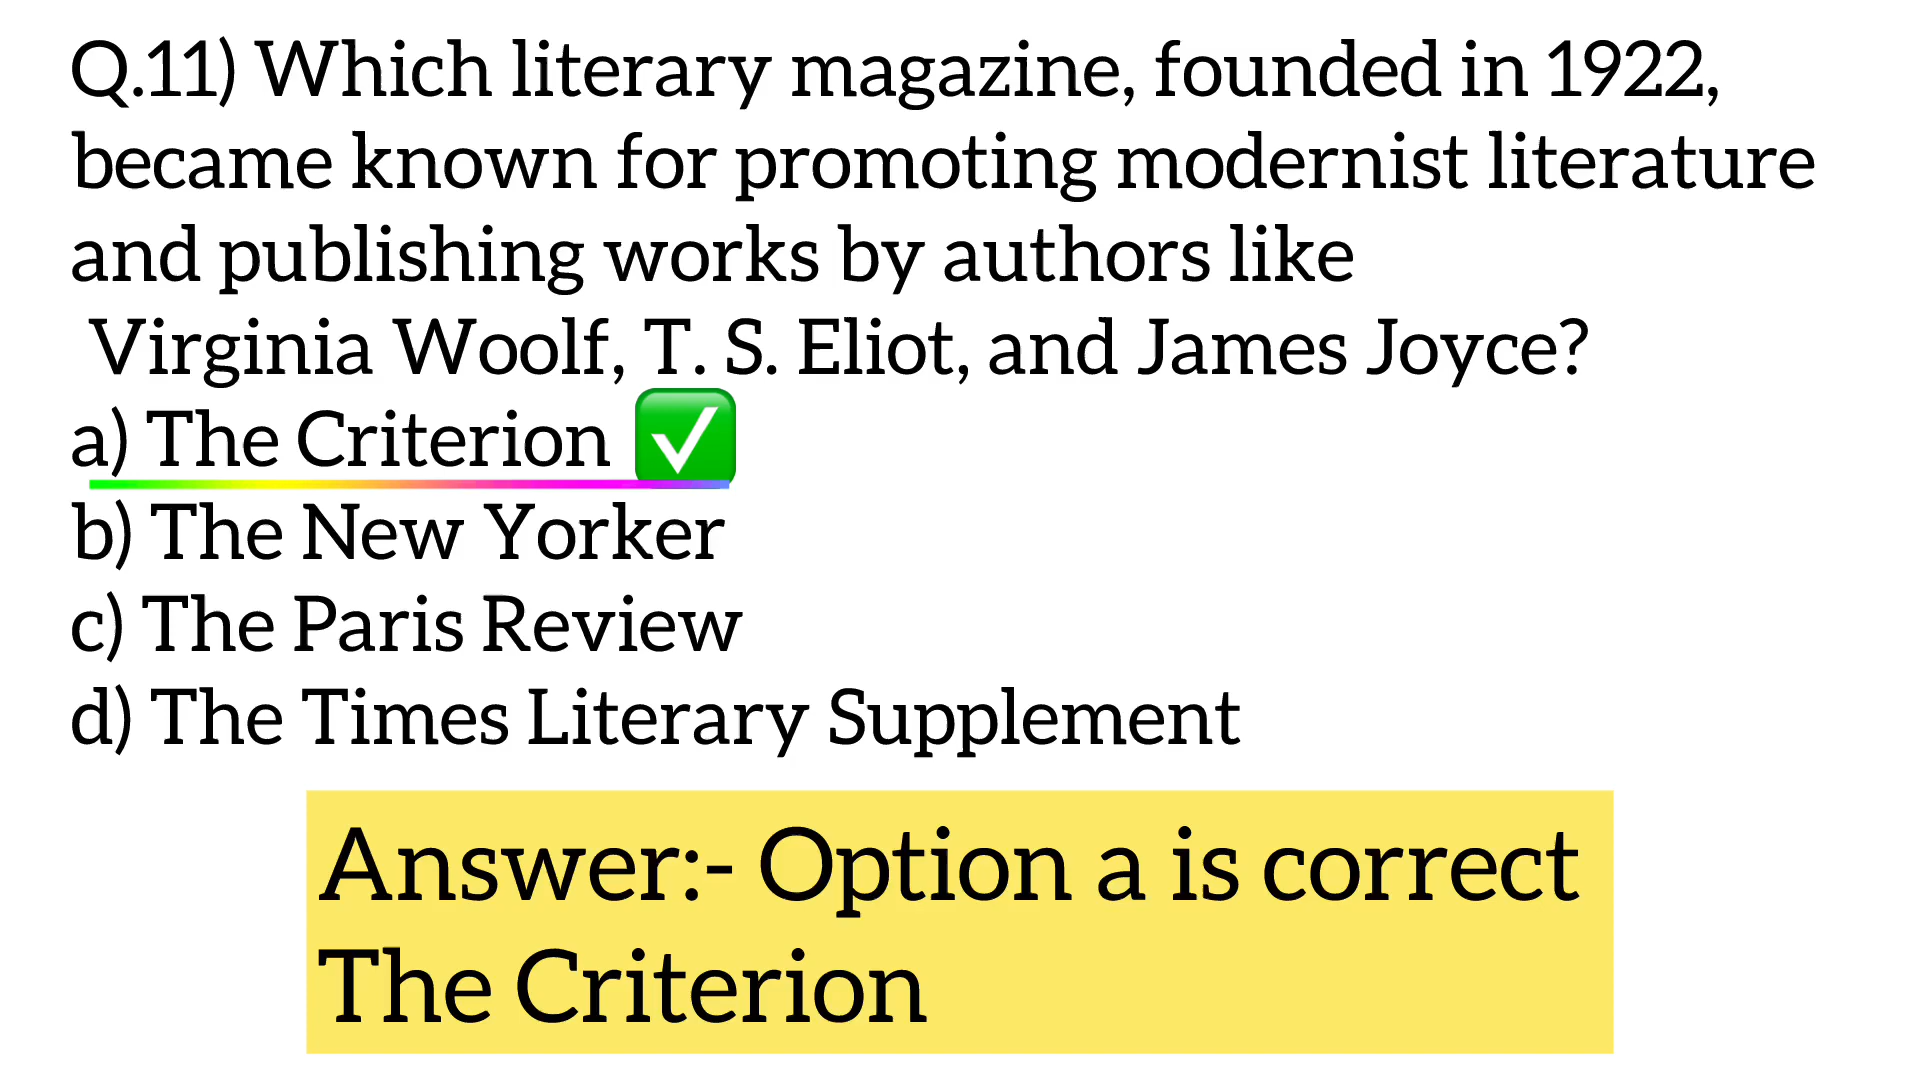 Q.11) Which literary magazine, founded in 1922,
became known for promoting modernist literature
and publishing works by authors like
Virginia Woolf, T. S. Eliot, and James Joyce?
a) The Criterion ✅
b) The New Yorker
c) The Paris Review
d) The Times Literary Supplement
Answer:- Option a is correct
The Criterion